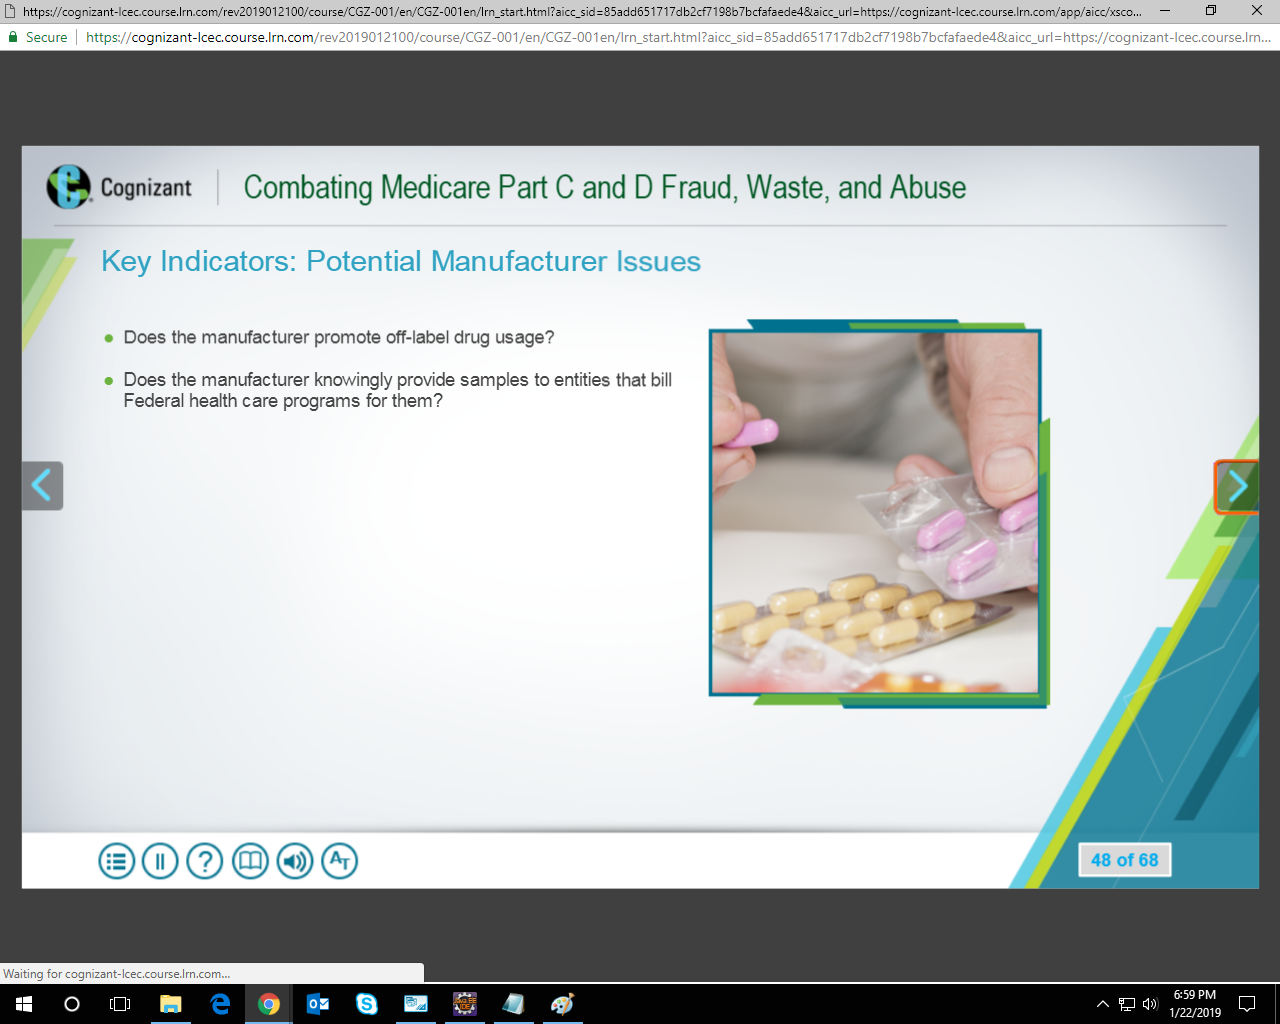 https://cognizant-lcec.course.lrn.com/rev2019012100/course/CGZ-001/en/CGZ-001en/lrn_start.html?aicc_sid=85add651717db2cf7198b7bcfafaede4&aicc_url=https://cognizant-lcec.course.lrn.com/app/aicc/xsco...
Secure https://cognizant-lcec.course.lrn.com/rev2019012100/course/CGZ-001/en/CGZ-001en/lrn_start.html?aicc_sid=85add651717db2cf7198b7bcfafaede4&aicc_url=https://cognizant-lcec.course.lrn...
Cognizant Combating Medicare Part C and D Fraud, Waste, and Abuse
Key Indicators: Potential Manufacturer Issues
Does the manufacturer promote off-label drug usage?
Does the manufacturer knowingly provide samples to entities that bill
Federal health care programs for them?
48 of 68
Waiting for cognizant-lcec.course.lrn.com...
6:59 PM
1/22/2019